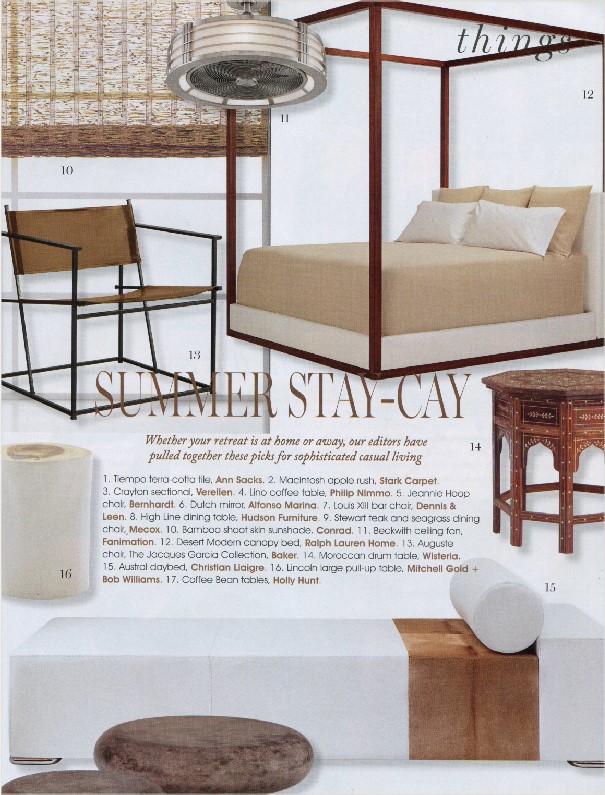 things
12
11
10
13
SUMMER STAY-CAY
Whether your retreat is at home or away, our editors have
pulled together these picks for sophisticated casual living
14
1. Tiempo terra-cotta tile, Ann Sacks. 2. Macintosh apple rush, Stark Carpet.
3. Crayton sectional, Verellen. 4. Lino coffee table, Philip Nimmo. 5. Jeannie Hoop
chair, Bernhardt. 6. Dutch mirror, Alfonso Marina. 7. Louis XIII bar chair, Dennis &
Leen. 8. High Line dining table, Hudson Furniture. 9. Stewart teak and seagrass dining
chair, Mecox. 10. Bamboo shoot skin sunshade, Conrad. 11. Beckwith ceiling fan,
Fanimation. 12. Desert Modern canopy bed, Ralph Lauren Home. 13. Auguste
chair, The Jacques Garcia Collection, Baker. 14. Moroccan drum table, Wisteria.
15. Austral daybed, Christian Liaigre. 16. Lincoln large pull-up table, Mitchell Gold +
Bob Williams. 17. Coffee Bean tables, Holly Hunt.
16
15